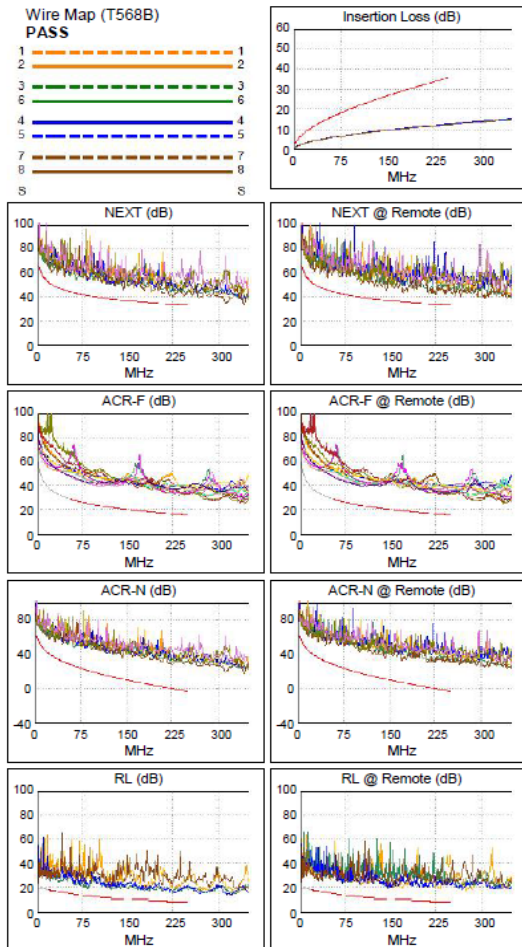 Wire Map (T568B)
PASS
1 1
2 2
3 3
6 6
4 4
5 5
7 7
8 8
S S
Insertion Loss (dB)
60
50
40
30
20
10
0
0 75 150 225 300
MHz
NEXT (dB)
100
80
60
40
20
0
0 75 150 225 300
MHz
NEXT @ Remote (dB)
100
80
60
40
20
0
0 75 150 225 300
MHz
ACR-F (dB)
100
80
60
40
20
0
0 75 150 225 300
MHz
ACR-F @ Remote (dB)
100
80
60
40
20
0
0 75 150 225 300
MHz
ACR-N (dB)
80
40
0
-40
0 75 150 225 300
MHz
ACR-N @ Remote (dB)
80
40
0
-40
0 75 150 225 300
MHz
RL (dB)
100
80
60
40
20
0
0 75 150 225 300
MHz
RL @ Remote (dB)
100
80
60
40
20
0
0 75 150 225 300
MHz